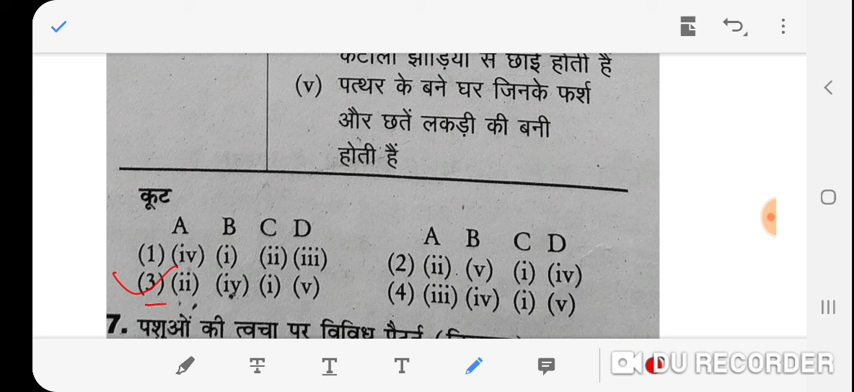 कंटीली झाड़ियों से छाई होती हैं
(v) पत्थर के बने घर जिनके फर्श
और छतें लकड़ी की बनी
होती हैं
कूट
A B C D
(1) (iv) (i) (ii) (iii)
(3) (ii) (iv) (i) (v)
A B C D
(2) (ii) (v) (i) (iv)
(4) (iii) (iv) (i) (v)
7. पशुओं की त्वचा पर विविध पैटर्न
T T T
DU RECORDER